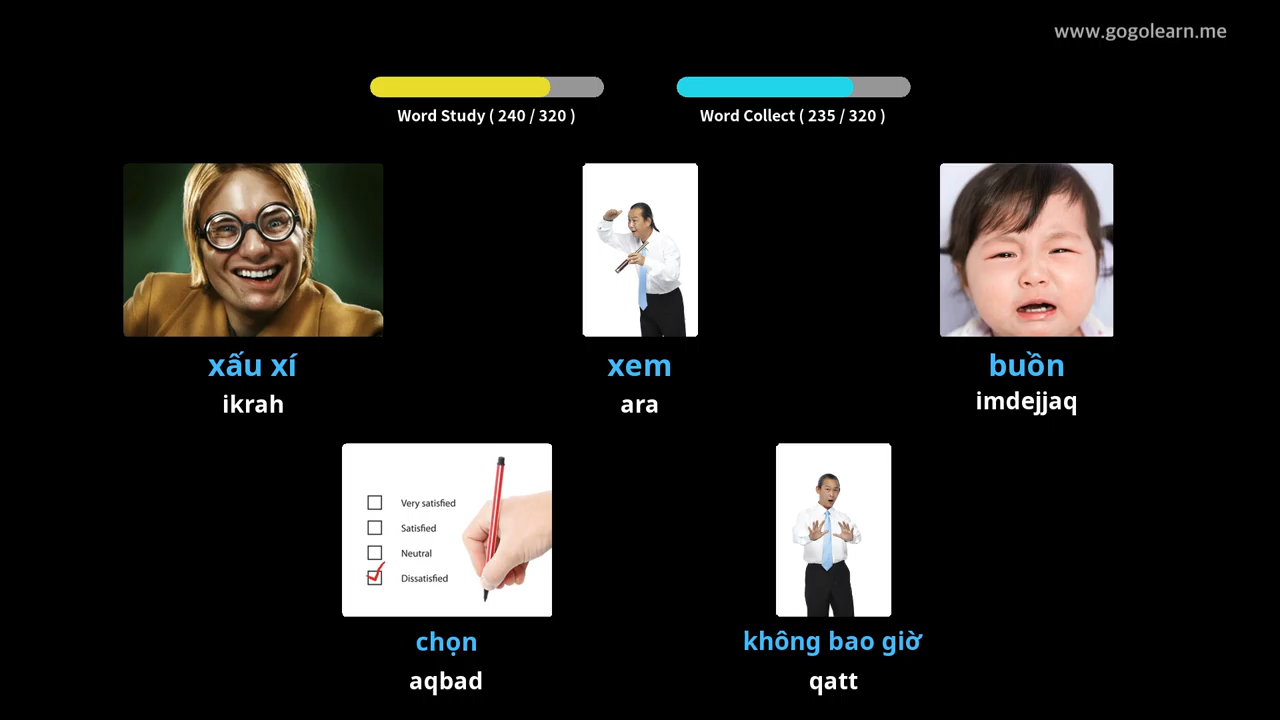 www.gogolearn.me
Word Study ( 240 / 320 )
Word Collect ( 235 / 320 )
xấu xí
ikrah
xem
ara
buồn
imdejjaq
Very satisfied
Satisfied
Neutral
Dissatisfied
chọn
aqbad
không bao giờ
qatt